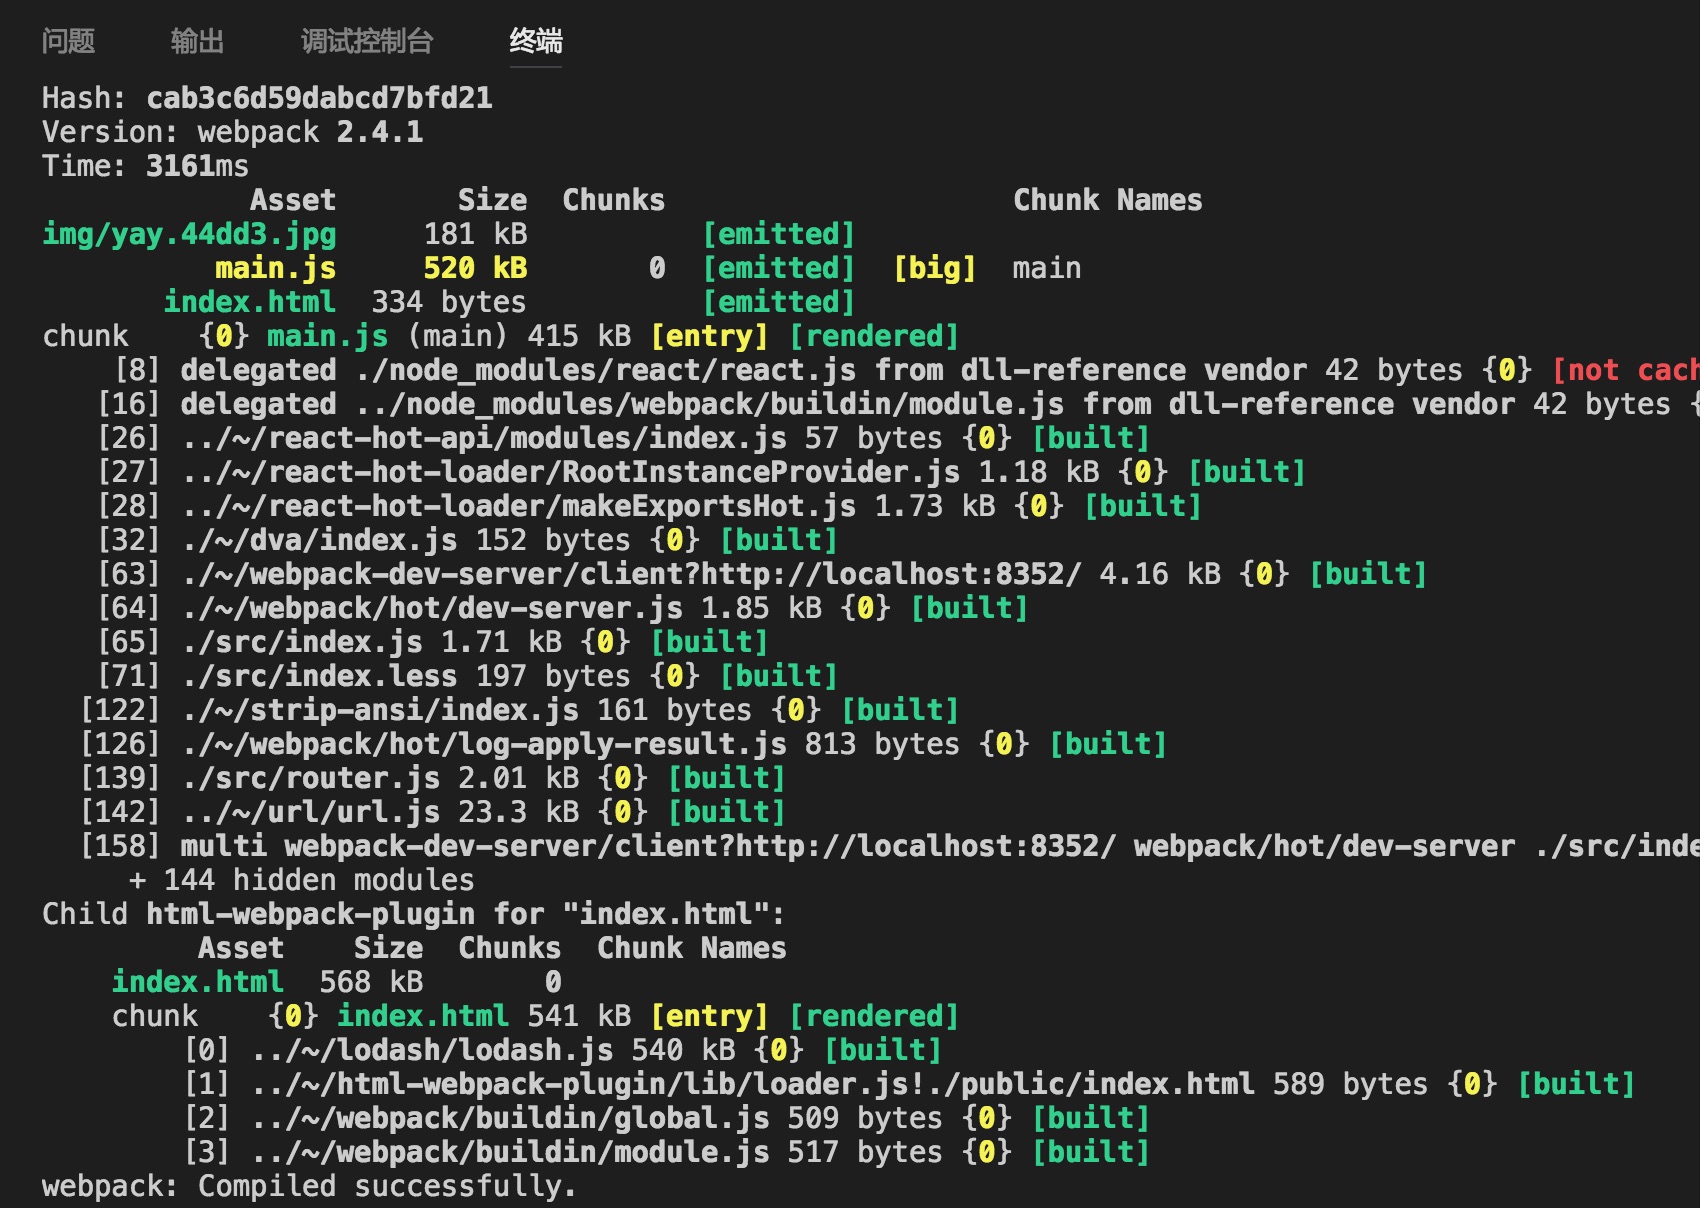 问题 输出 调试控制台 终端
Hash: cab3c6d59dabcd7bfd21
Version: webpack 2.4.1
Time: 3161ms
Asset Size Chunks Chunk Names
img/yay.44dd3.jpg 181 kB [emitted]
main.js 520 kB 0 [emitted] [big] main
index.html 334 bytes [emitted]
chunk {0} main.js (main) 415 kB [entry] [rendered]
[8] delegated ./node_modules/react/react.js from dll-reference vendor 42 bytes {0} [not cach
[16] delegated ../node_modules/webpack/buildin/module.js from dll-reference vendor 42 bytes {
[26] ../~/react-hot-api/modules/index.js 57 bytes {0} [built]
[27] ../~/react-hot-loader/RootInstanceProvider.js 1.18 kB {0} [built]
[28] ../~/react-hot-loader/makeExportsHot.js 1.73 kB {0} [built]
[32] ./~/dva/index.js 152 bytes {0} [built]
[63] ./~/webpack-dev-server/client?http://localhost:8352/ 4.16 kB {0} [built]
[64] ./~/webpack/hot/dev-server.js 1.85 kB {0} [built]
[65] ./src/index.js 1.71 kB {0} [built]
[71] ./src/index.less 197 bytes {0} [built]
[122] ./~/strip-ansi/index.js 161 bytes {0} [built]
[126] ./~/webpack/hot/log-apply-result.js 813 bytes {0} [built]
[139] ./src/router.js 2.01 kB {0} [built]
[142] ../~/url/url.js 23.3 kB {0} [built]
[158] multi webpack-dev-server/client?http://localhost:8352/ webpack/hot/dev-server ./src/inde
+ 144 hidden modules
Child html-webpack-plugin for "index.html":
Asset Size Chunks Chunk Names
index.html 568 kB 0
chunk {0} index.html 541 kB [entry] [rendered]
[0] ../~/lodash/lodash.js 540 kB {0} [built]
[1] ../~/html-webpack-plugin/lib/loader.js!./public/index.html 589 bytes {0} [built]
[2] ../~/webpack/buildin/global.js 509 bytes {0} [built]
[3] ../~/webpack/buildin/module.js 517 bytes {0} [built]
webpack: Compiled successfully.